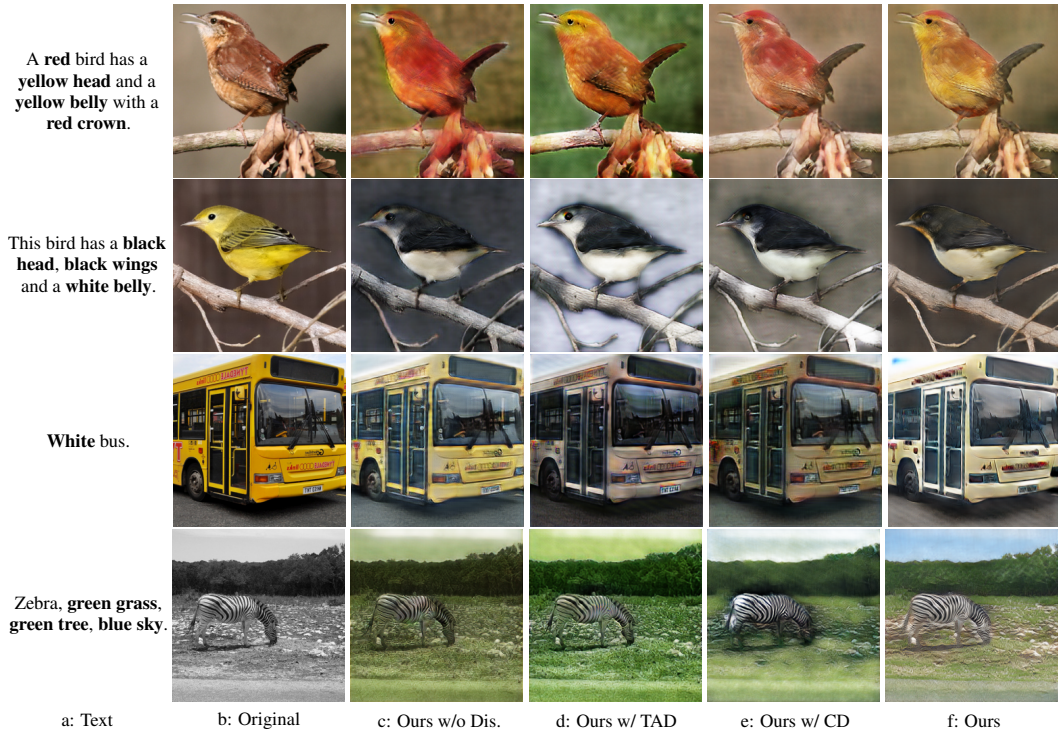 A red bird has a
yellow head and a
yellow belly with a
red crown.
This bird has a black
head, black wings
and a white belly.
White bus.
Zebra, green grass,
green tree, blue sky.
a: Text
b: Original
c: Ours w/o Dis.
d: Ours w/ TAD
e: Ours w/ CD
f: Ours